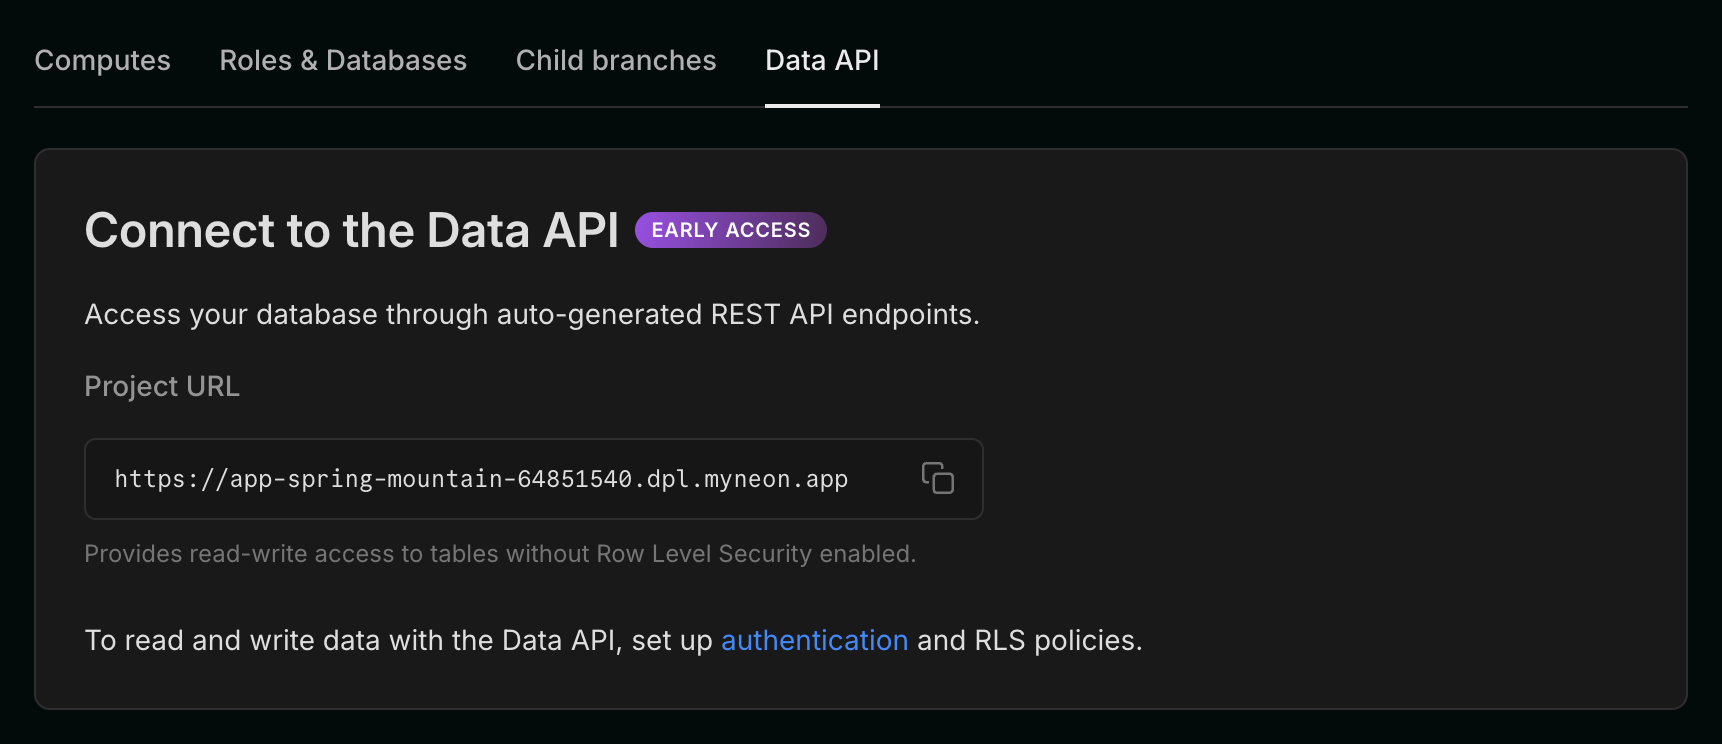 Computes Roles & Databases Child branches Data API
Connect to the Data API EARLY ACCESS
Access your database through auto-generated REST API endpoints.
Project URL
https://app-spring-mountain-64851540.dpl.myneon.app
Provides read-write access to tables without Row Level Security enabled.
To read and write data with the Data API, set up authentication and RLS policies.